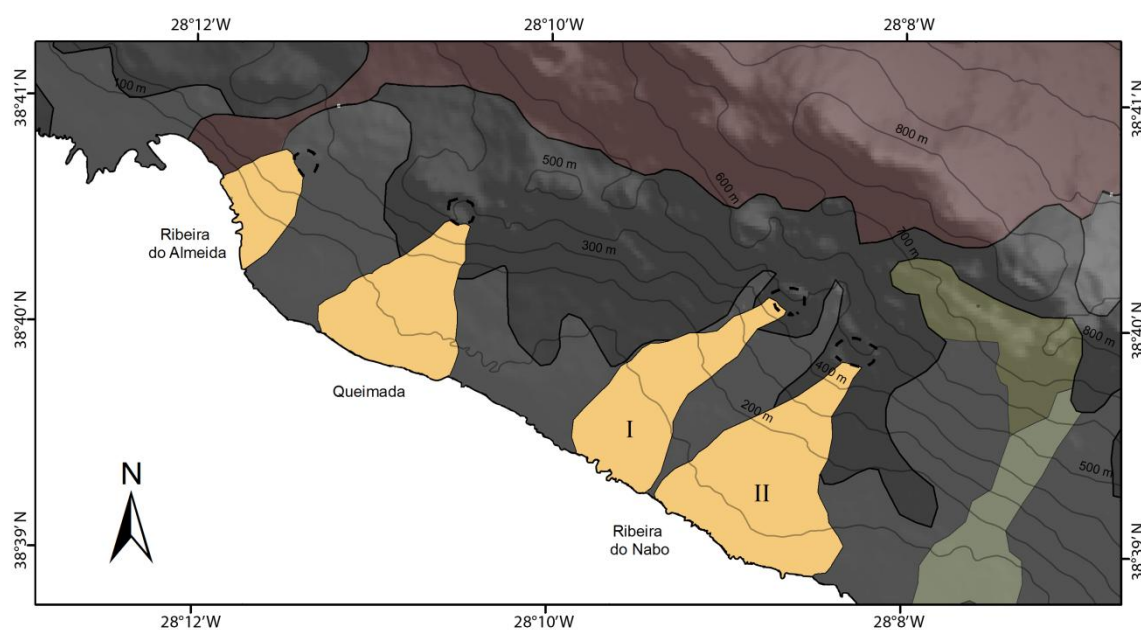 28°12'W
28°10'W
28°8'W
38°41'N
38°41'N
100 m
800 m
500 m
600 m
Ribeira
do Almeida
300 m
700 m
38°40'N
38°40'N
800 m
400 m
Queimada
200 m
I
500 m
N
II
Ribeira
do Nabo
38°39'N
38°39'N
28°12'W
28°10'W
28°8'W